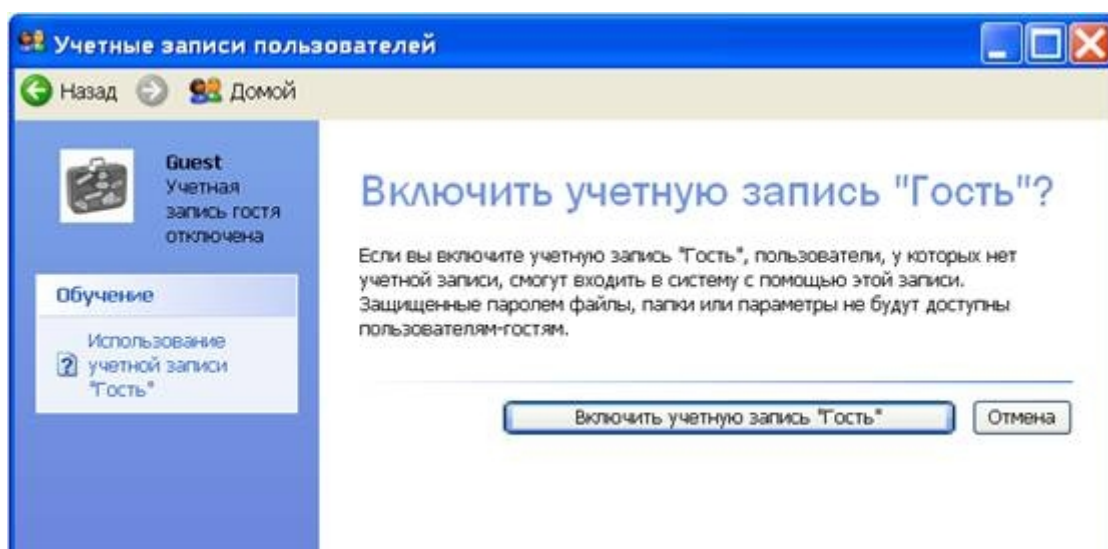 Учетные записи пользователей
Назад
Домой
Guest
Учетная
запись гостя
отключена
Обучение
Использование
учетной записи
"Гость"
Включить учетную запись "Гость"?
Если вы включите учетную запись "Гость", пользователи, у которых нет
учетной записи, смогут входить в систему с помощью этой записи.
Защищенные паролем файлы, папки или параметры не будут доступны
пользователям-гостям.
Включить учетную запись "Гость"
Отмена